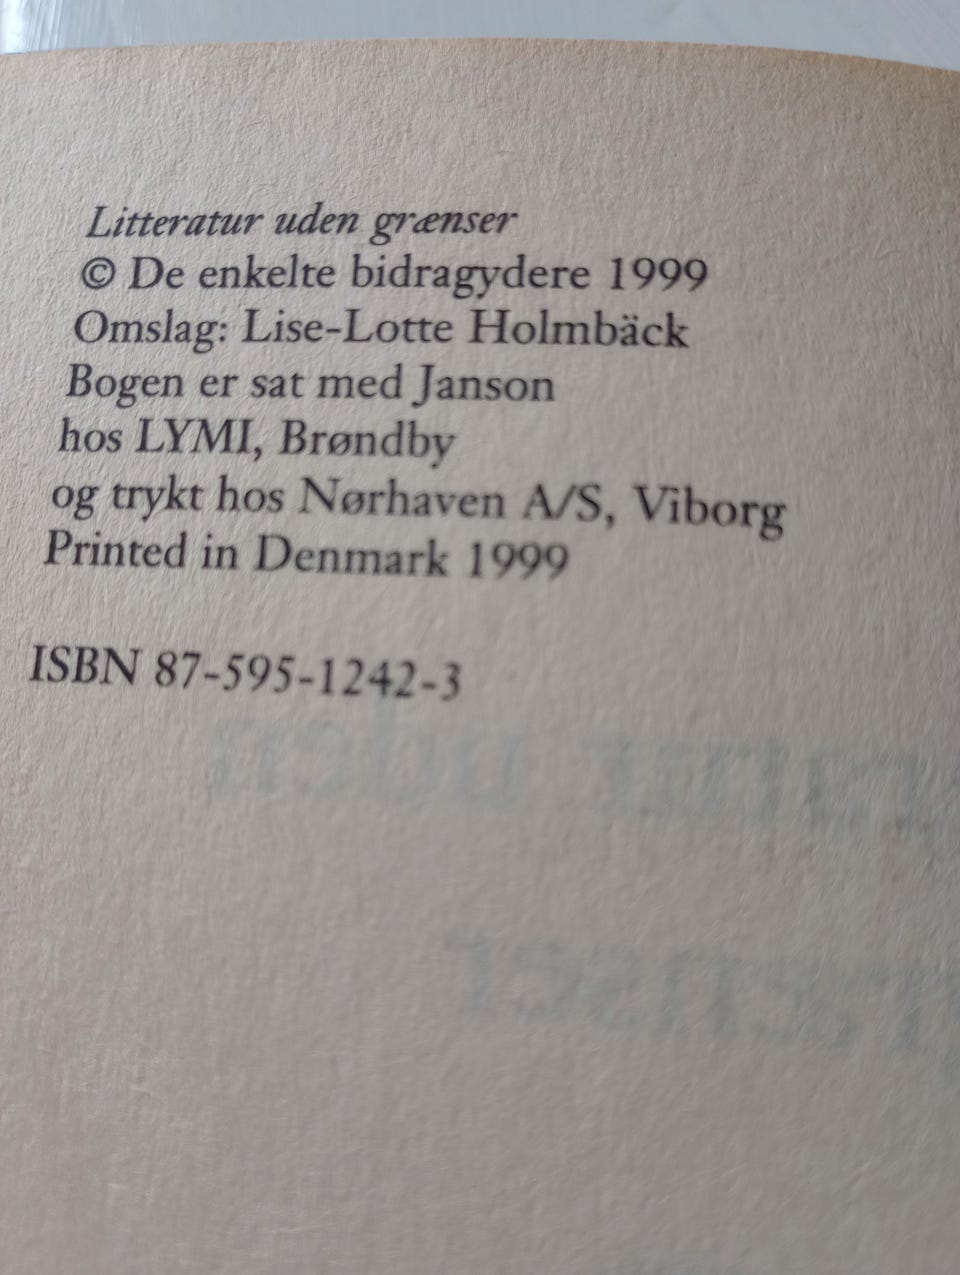 Litteratur uden grænser
© De enkelte bidragydere 1999
Omslag: Lise-Lotte Holmbäck
Bogen er sat med Janson
hos LYMI, Brøndby
og trykt hos Nørhaven A/S, Viborg
Printed in Denmark 1999
ISBN 87-595-1242-3